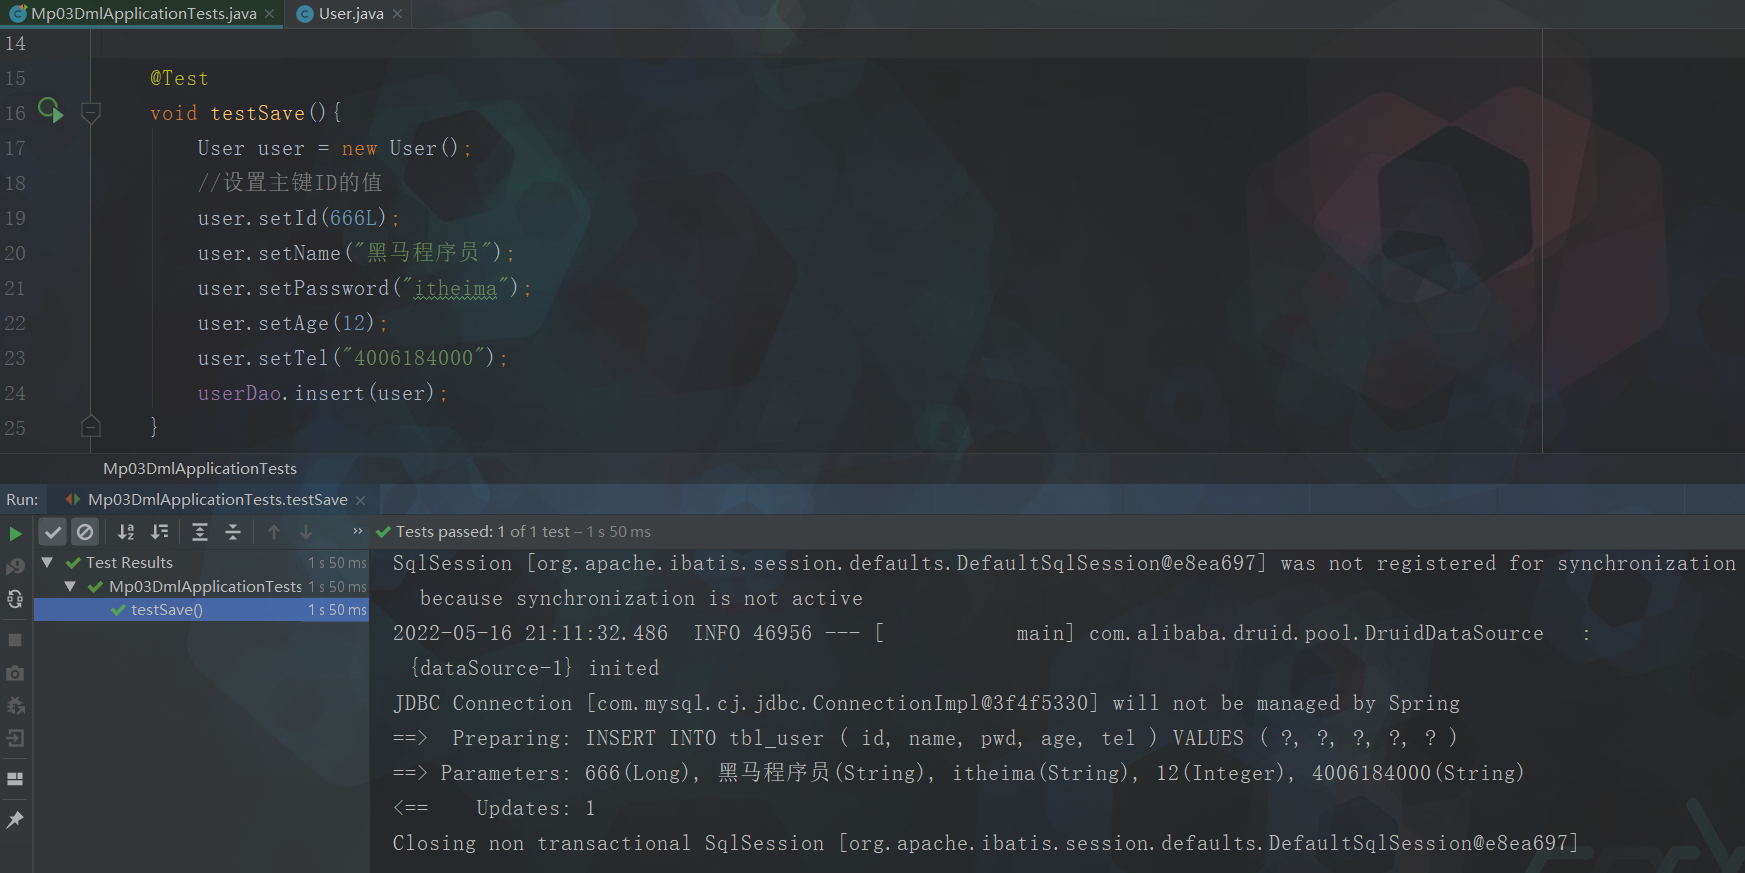 Mp03DmlApplicationTests.java
User.java
14
15 @Test
16 void testSave(){
17 User user = new User();
18 //设置主键ID的值
19 user.setId(666L);
20 user.setName("黑马程序员");
21 user.setPassword("itheima");
22 user.setAge(12);
23 user.setTel("4006184000");
24 userDao.insert(user);
25 }
Mp03DmlApplicationTests
Run: Mp03DmlApplicationTests.testSave
Tests passed: 1 of 1 test – 1 s 50 ms
Test Results 1 s 50 ms
Mp03DmlApplicationTests 1 s 50 ms
testSave() 1 s 50 ms
SqlSession [org.apache.ibatis.session.defaults.DefaultSqlSession@e8ea697] was not registered for synchronization
because synchronization is not active
2022-05-16 21:11:32.486  INFO 46956 --- [           main] com.alibaba.druid.pool.DruidDataSource   :
{dataSource-1} inited
JDBC Connection [com.mysql.cj.jdbc.ConnectionImpl@3f4f5330] will not be managed by Spring
==>  Preparing: INSERT INTO tbl_user ( id, name, pwd, age, tel ) VALUES ( ?, ?, ?, ?, ? )
==> Parameters: 666(Long), 黑马程序员(String), itheima(String), 12(Integer), 4006184000(String)
<==    Updates: 1
Closing non transactional SqlSession [org.apache.ibatis.session.defaults.DefaultSqlSession@e8ea697]